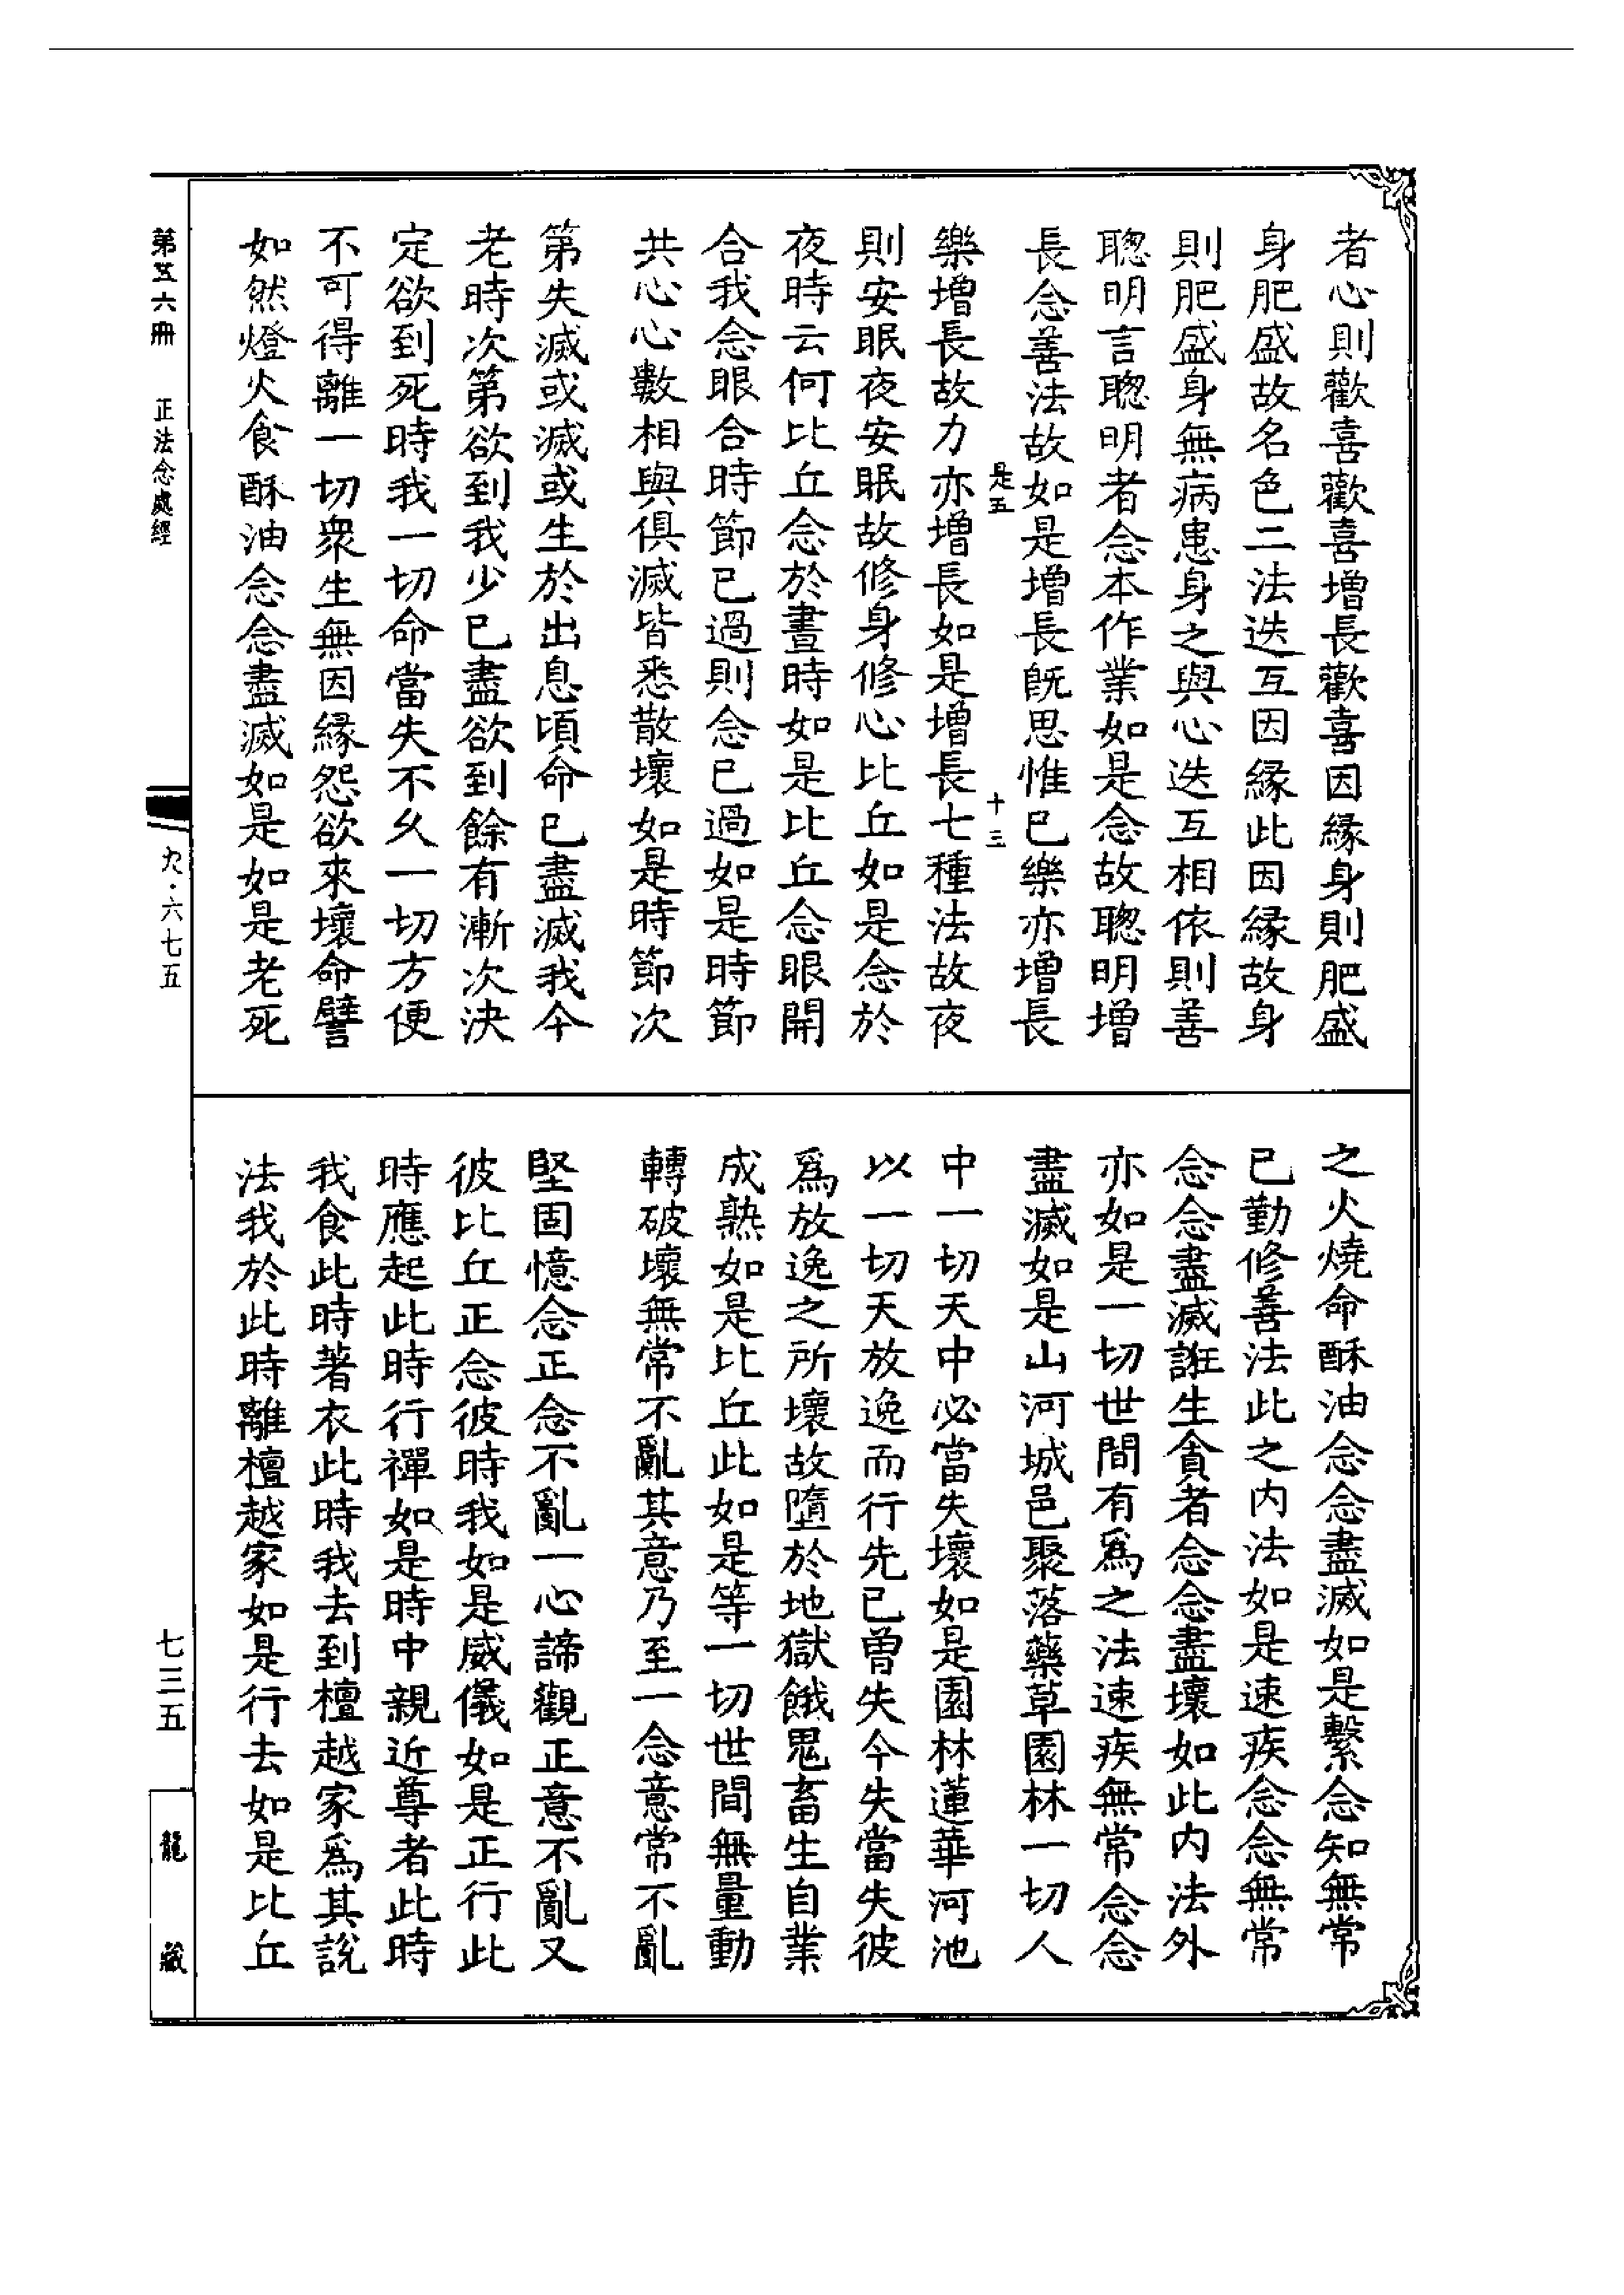 者心則歡喜歡喜增長歡喜因緣身則肥盛
身肥盛故名色二法迭互因緣此因緣故身
則肥盛身無病患身之與心迭互相依則善
聰明言聰明者念本作業如是念故聰明增
長念善法故如是增長旣思惟已樂亦增長
是五 十三
樂增長故力亦增長如是增長七種法故夜
則安眠夜安眠故修身修心比丘如是念於
夜時云何比丘念於晝時如是比丘念眼開
合我念眼合時節已過則念已過如是時節
共心心數相與俱滅皆悉散壞如是時節次
第失滅或滅或生於出息頃命已盡滅我今
老時次第欲到我少已盡欲到餘有漸次決
定欲到死時我一切命當失不久一切方便
不可得離一切衆生無因緣怨欲來壞命譬
如然燈火食酥油念念盡滅如是如是老死
之火燒命酥油念念盡滅如是繫念知無常
已勤修善法此之內法如是速疾念念無常
念念盡滅誑生貪者念念盡壞如此內法外
亦如是一切世間有爲之法速疾無常念念
盡滅如是山河城邑聚落藥草園林一切人
中一切天中必當失壞如是園林蓮華河池
以一切天放逸而行先已曾失今失當失彼
爲放逸之所壞故墮於地獄餓鬼畜生自業
成熟如是比丘此如是等一切世間無量動
轉破壞無常不亂其意乃至一念意常不亂
堅固憶念正念不亂一心諦觀正意不亂又
彼比丘正念彼時我如是威儀如是正行此
時應起此時行禪如是時中親近尊者此時
我食此時著衣此時我去到檀越家爲其說
法我於此時離檀越家如是行去如是比丘
第五六冊 正法念處經 九·六七五 七三五 龍藏